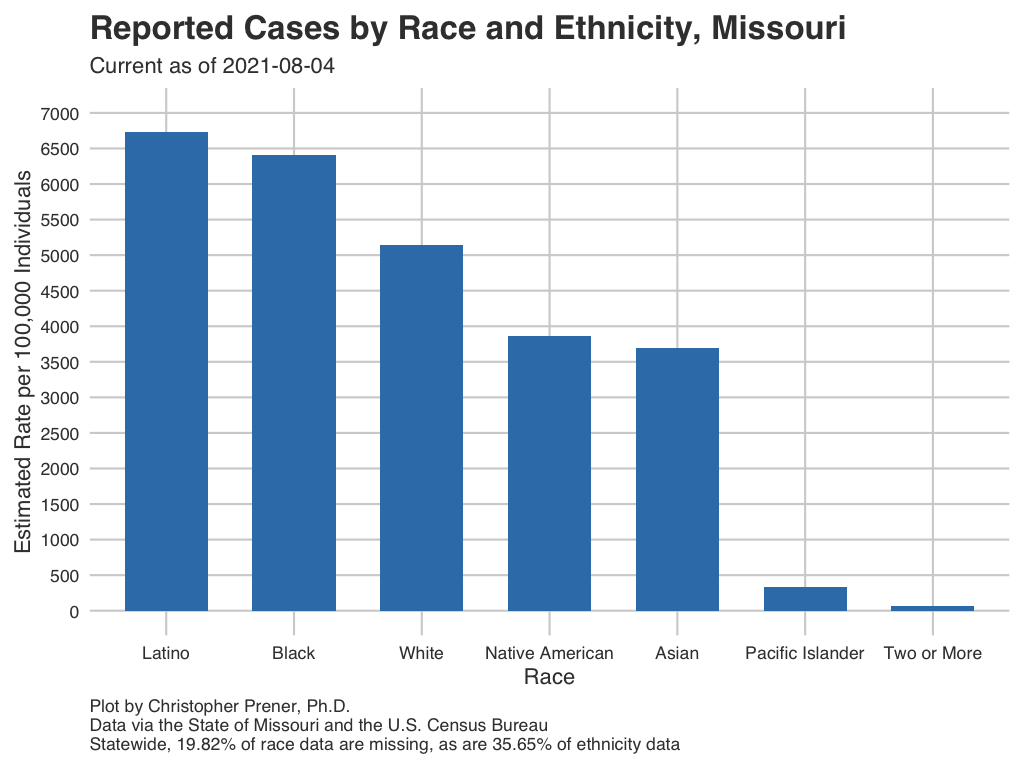 Reported Cases by Race and Ethnicity, Missouri
Current as of 2021-08-04
Estimated Rate per 100,000 Individuals
7000
6500
6000
5500
5000
4500
4000
3500
3000
2500
2000
1500
1000
500
0
Latino Black White Native American Asian Pacific Islander Two or More
Race
Plot by Christopher Prener, Ph.D.
Data via the State of Missouri and the U.S. Census Bureau
Statewide, 19.82% of race data are missing, as are 35.65% of ethnicity data